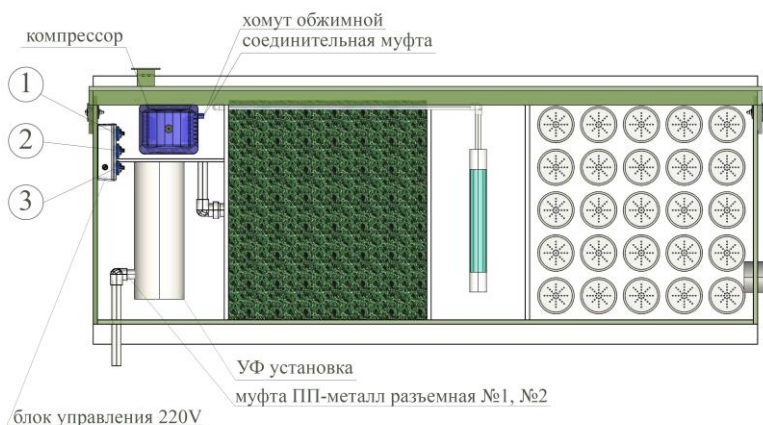 хомут обжимной
компрессор
соединительная муфта
1
2
3
УФ установка
муфта ПП-металл разъемная №1, №2
блок управления 220V